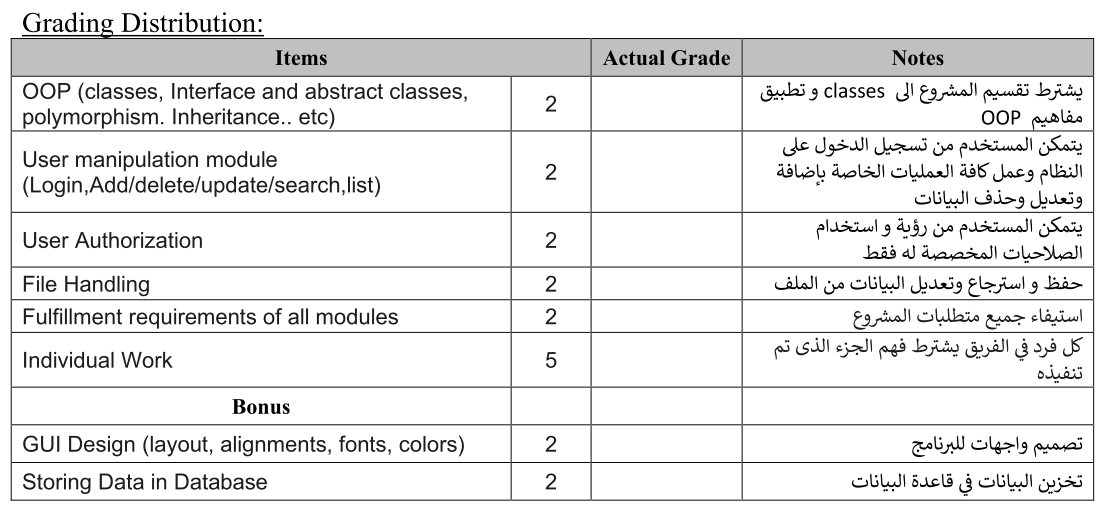 Grading Distribution:
Items Actual Grade Notes
OOP (classes, Interface and abstract classes,
polymorphism. Inheritance.. etc)
2
يشترط تقسيم المشروع الى classes و تطبيق
مفاهيم OOP
User manipulation module
(Login,Add/delete/update/search,list)
2
يتمكن المستخدم من تسجيل الدخول على
النظام وعمل كافة العمليات الخاصة بإضافة
وتعديل وحذف البيانات
User Authorization
2
يتمكن المستخدم من رؤية و استخدام
الصلاحيات المخصصة له فقط
File Handling 2 حفظ و استرجاع وتعديل البيانات من الملف
Fulfillment requirements of all modules 2 استيفاء جميع متطلبات المشروع
Individual Work
5
كل فرد في الفريق يشترط فهم الجزء الذى تم
تنفيذه
Bonus
GUI Design (layout, alignments, fonts, colors) 2 تصميم واجهات للبرنامج
Storing Data in Database 2 تخزين البيانات في قاعدة البيانات